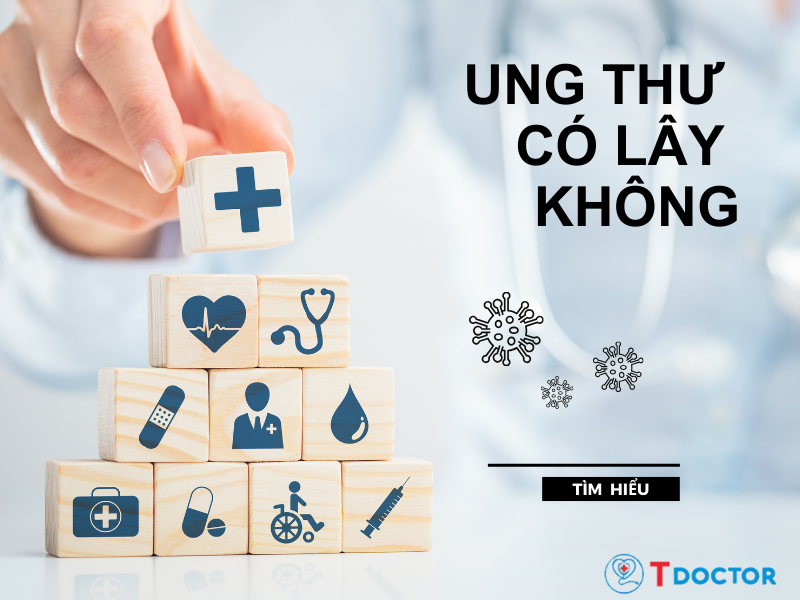 UNG THƯ
CÓ LÂY
KHÔNG
TÌM HIỂU
TDOCTOR